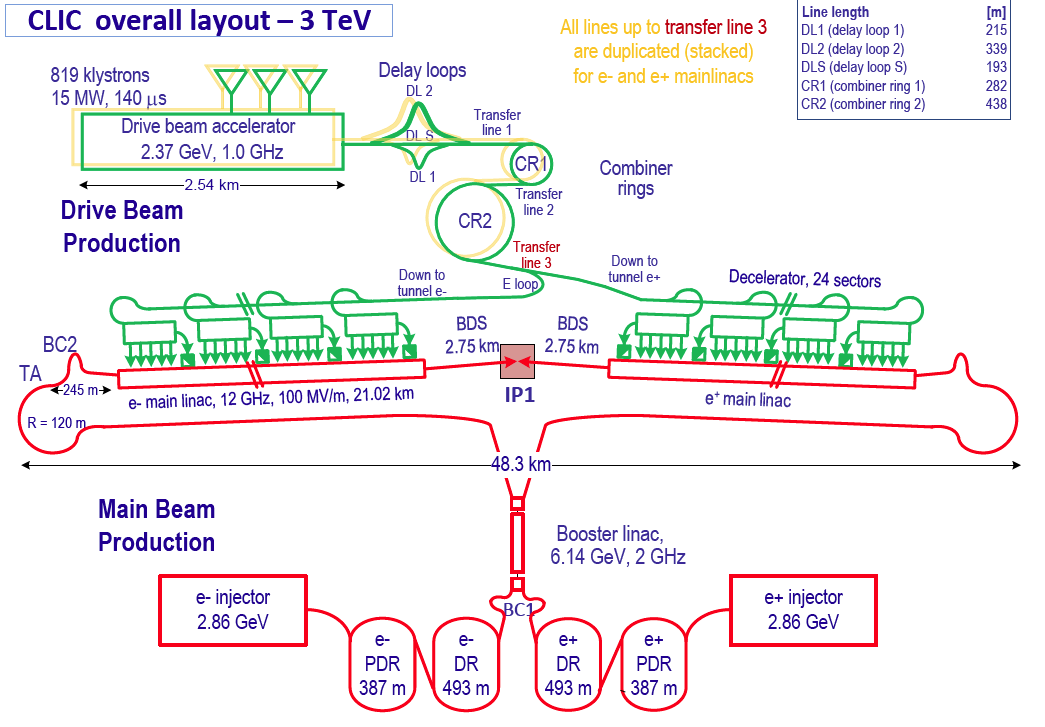 CLIC overall layout – 3 TeV
All lines up to transfer line 3
are duplicated (stacked)
for e- and e+ mainlinacs
Line length [m]
DL1 (delay loop 1) 215
DL2 (delay loop 2) 339
DLS (delay loop S) 193
CR1 (combiner ring 1) 282
CR2 (combiner ring 2) 438
819 klystrons
15 MW, 140 µs
Delay loops
DL 2
DL S
DL 1
Transfer
line 1
Drive beam accelerator
2.37 GeV, 1.0 GHz
2.54 km
CR1
Combiner
rings
Transfer
line 2
CR2
Drive Beam
Production
Transfer
line 3
Down to
tunnel e-
E loop
Down to
tunnel e+
Decelerator, 24 sectors
BC2
TA
245 m
R = 120 m
BDS
2.75 km
BDS
2.75 km
IP1
e- main linac, 12 GHz, 100 MV/m, 21.02 km
e+ main linac
48.3 km
Main Beam
Production
Booster linac,
6.14 GeV, 2 GHz
BC1
e- injector
2.86 GeV
e+ injector
2.86 GeV
e-
PDR
387 m
e-
DR
493 m
e+
DR
493 m
e+
PDR
387 m